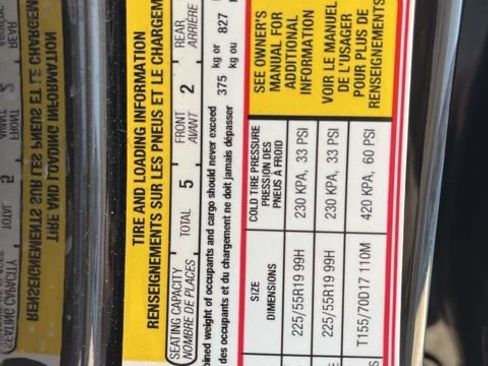 TIRE AND LOADING INFORMATION
RENSEIGNEMENTS SUR LES PNEUS ET LE CHARGEM
SEATING CAPACITY TOTAL 5 FRONT 2 REAR
NOMBRE DE PLACES AVANT ARRIÈRE
bined weight of occupants and cargo should never exceed 375 kg or 827
des occupants et du chargement ne doit jamais dépasser kg ou
SIZE COLD TIRE PRESSURE SEE OWNER'S
DIMENSIONS PRESSION DES MANUAL FOR
PNEUS À FROID ADDITIONAL
225/55R19 99H 230 KPA, 33 PSI INFORMATION
225/55R19 99H 230 KPA, 33 PSI VOIR LE MANUEL
DE L'USAGER
T155/70D17 110M 420 KPA, 60 PSI POUR PLUS DE
RENSEIGNEMENTS